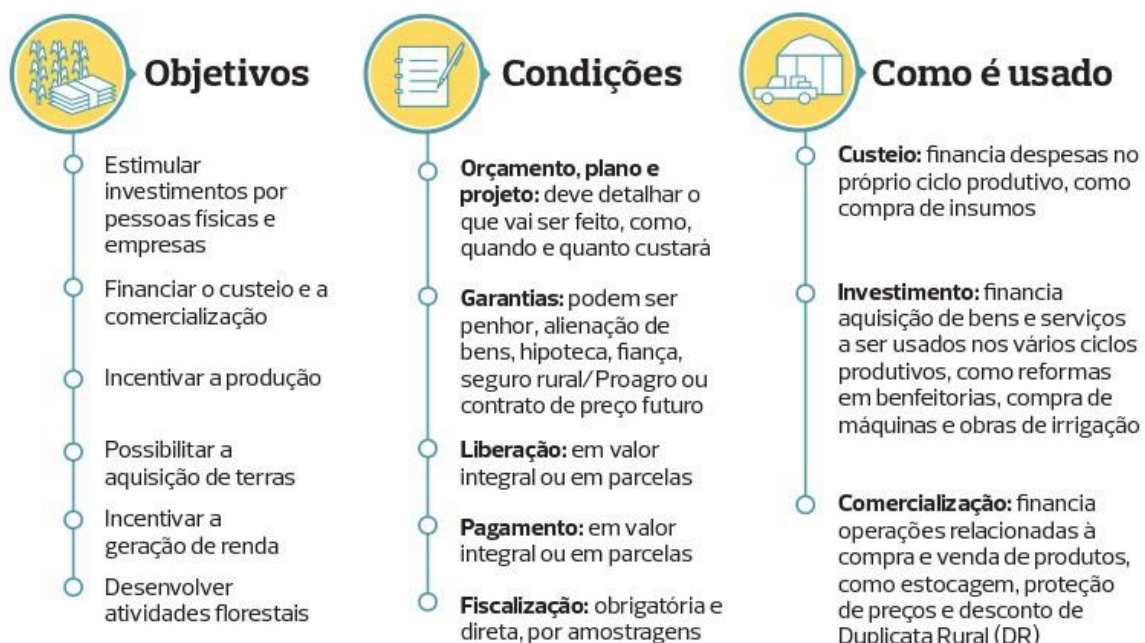 Objetivos
Estimular
investimentos por
pessoas físicas e
empresas
Financiar o custeio e a
comercialização
Incentivar a produção
Possibilitar a
aquisição de terras
Incentivar a
geração de renda
Desenvolver
atividades florestais
Condições
Orçamento, plano e
projeto: deve detalhar o
que vai ser feito, como,
quando e quanto custará
Garantias: podem ser
penhor, alienação de
bens, hipoteca, fiança,
seguro rural/Proagro ou
contrato de preço futuro
Liberação: em valor
integral ou em parcelas
Pagamento: em valor
integral ou em parcelas
Fiscalização: obrigatória e
direta, por amostragens
Como é usado
Custeio: financia despesas no
próprio ciclo produtivo, como
compra de insumos
Investimento: financia
aquisição de bens e serviços
a ser usados nos vários ciclos
produtivos, como reformas
em benfeitorias, compra de
máquinas e obras de irrigação
Comercialização: financia
operações relacionadas à
compra e venda de produtos,
como estocagem, proteção
de preços e desconto de
Duplicata Rural (DR)